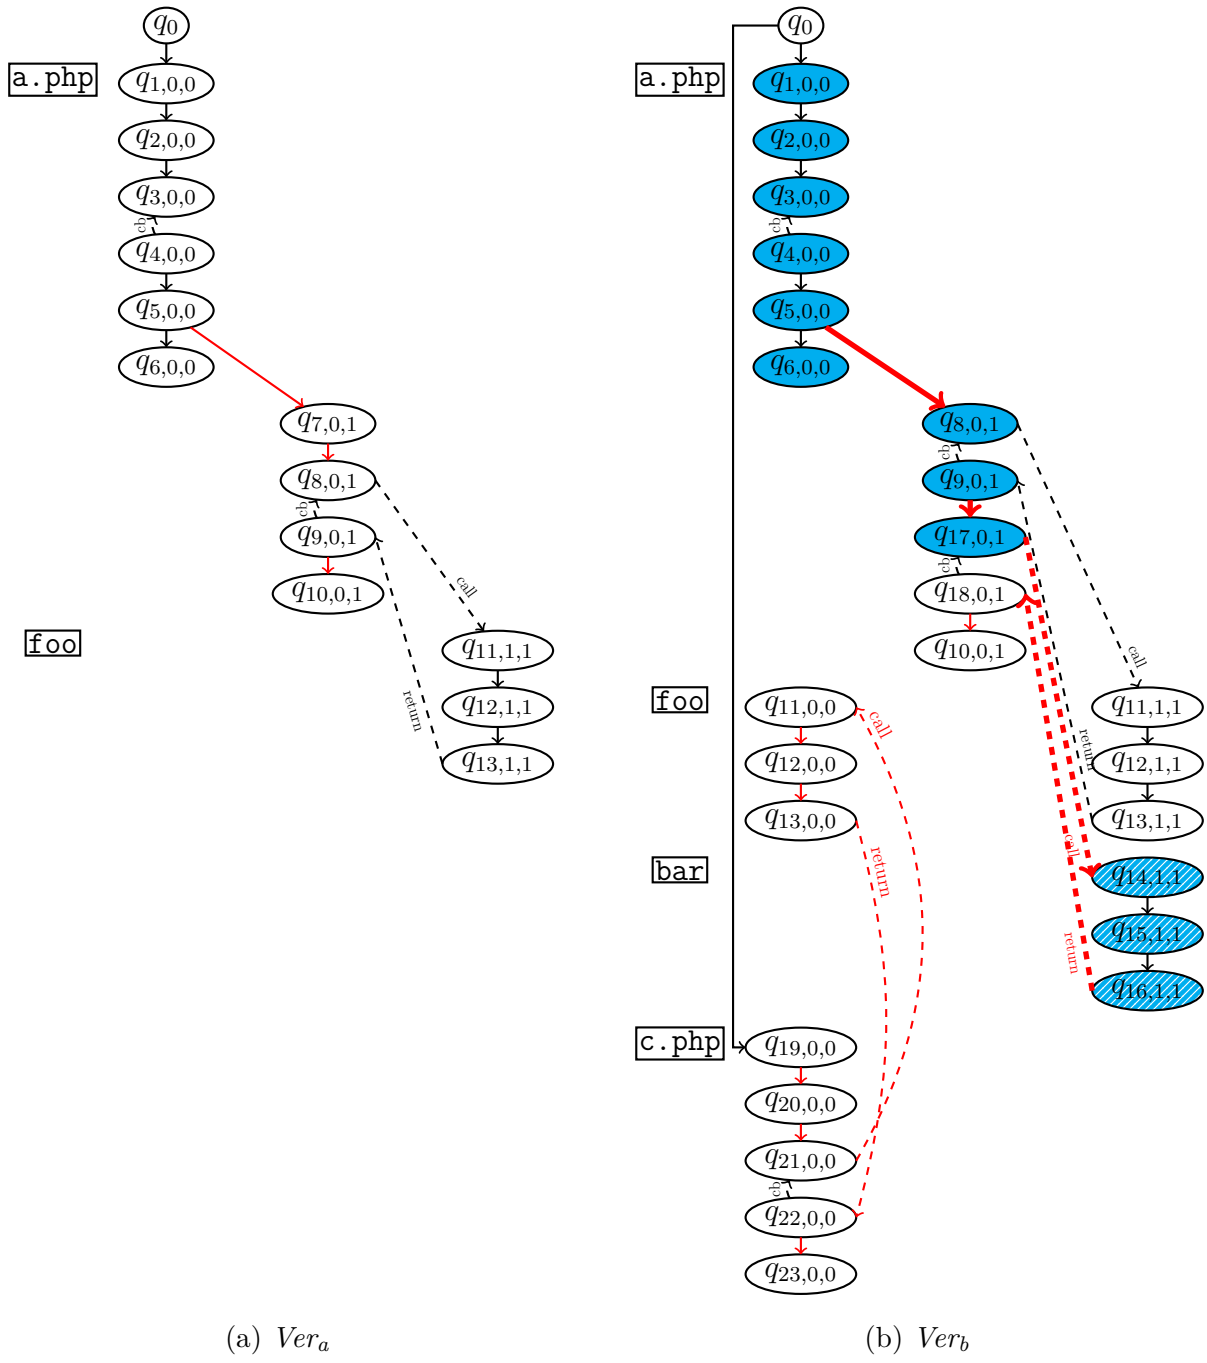 q0
a.php
q1,0,0
q2,0,0
q3,0,0
cb
q4,0,0
q5,0,0
q6,0,0
q7,0,1
q8,0,1
cb
q9,0,1
q10,0,1
call
foo
q11,1,1
return
q12,1,1
q13,1,1
(a) Ver_a
q0
a.php
q1,0,0
q2,0,0
q3,0,0
cb
q4,0,0
q5,0,0
q6,0,0
q8,0,1
cb
q9,0,1
q17,0,1
cb
q18,0,1
q10,0,1
call
foo
q11,0,0
call
q11,1,1
q12,0,0
return
q12,1,1
q13,0,0
q13,1,1
call
bar
return
q14,1,1
q15,1,1
return
q16,1,1
c.php
q19,0,0
q20,0,0
q21,0,0
cb
q22,0,0
q23,0,0
(b) Ver_b